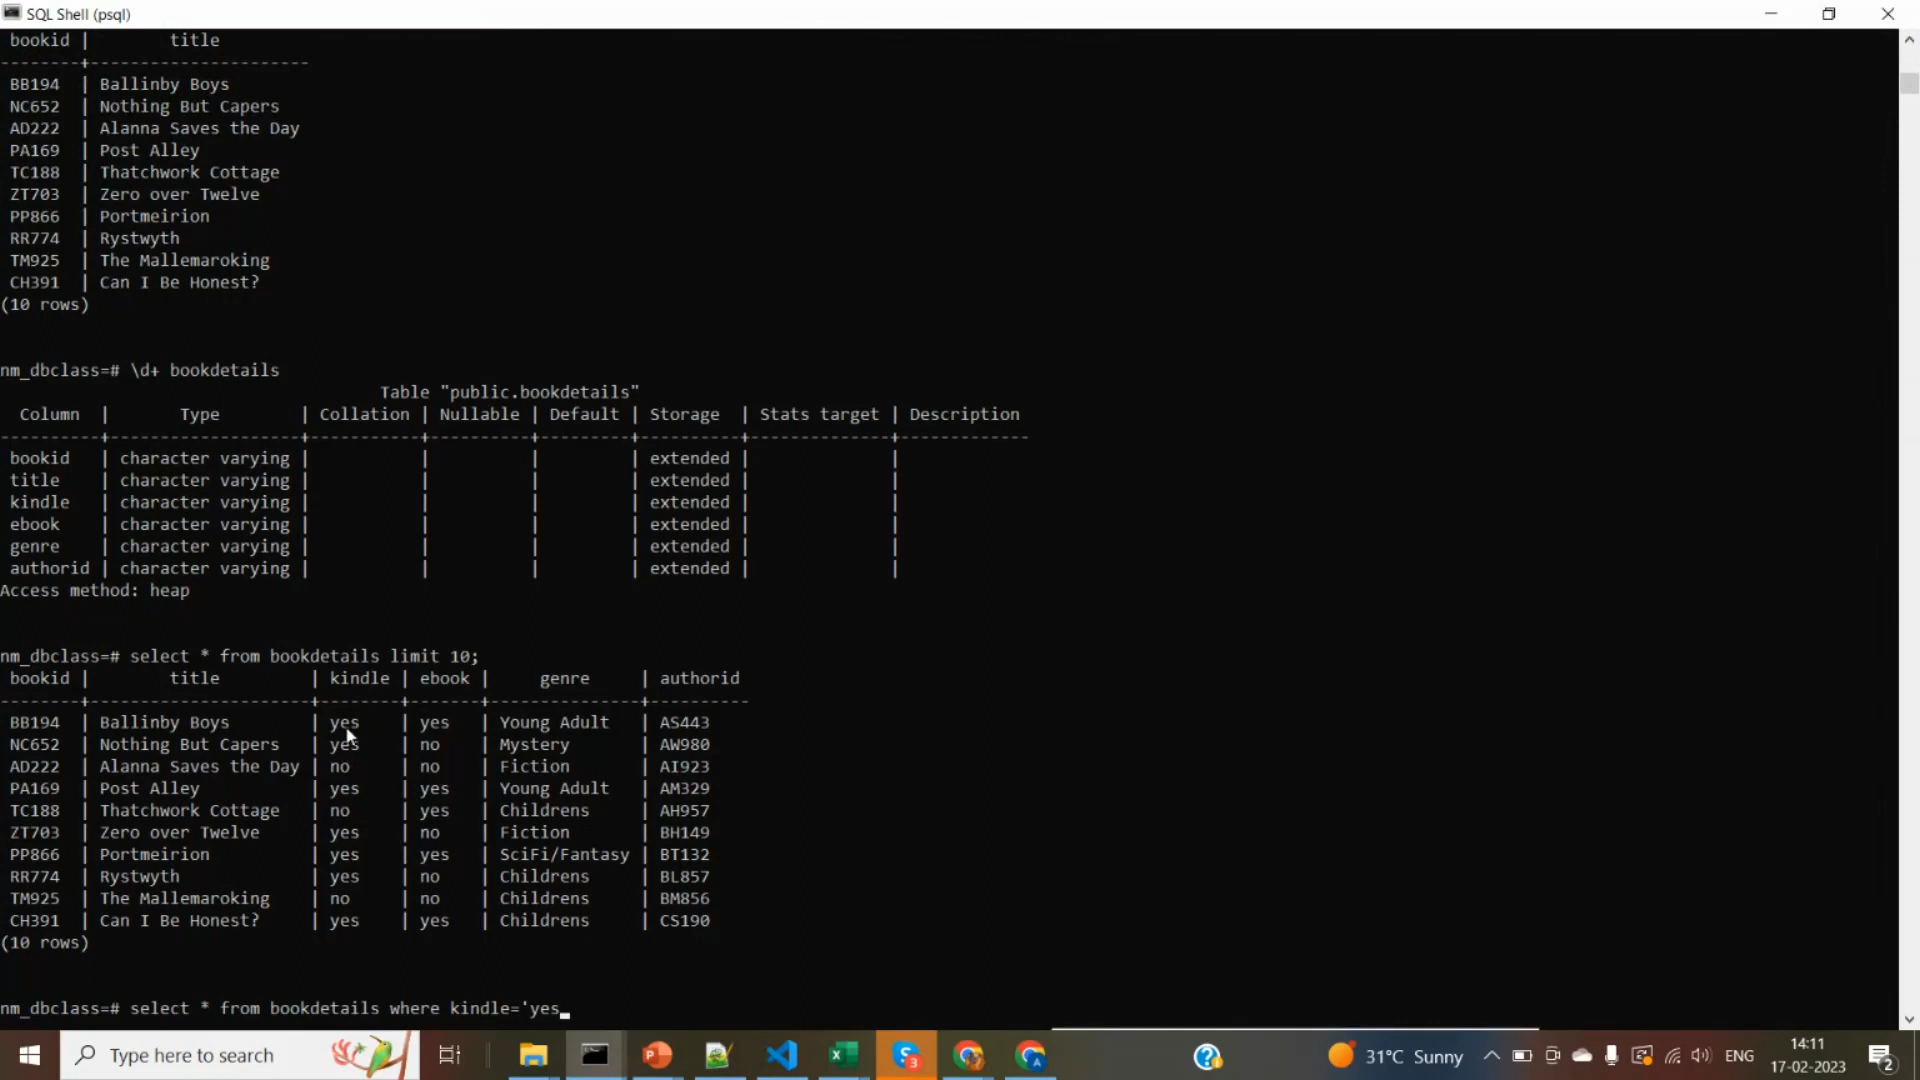 SQL Shell (psql)
 bookid |        title
--------+----------------------
 BB194  | Ballinby Boys
 NC652  | Nothing But Capers
 AD222  | Alanna Saves the Day
 PA169  | Post Alley
 TC188  | Thatchwork Cottage
 ZT703  | Zero over Twelve
 PP866  | Portmeirion
 RR774  | Rystwyth
 TM925  | The Mallemaroking
 CH391  | Can I Be Honest?
(10 rows)
nm_dbclass=# \d+ bookdetails
                                      Table "public.bookdetails"
  Column  |       Type        | Collation | Nullable | Default | Storage  | Stats target | Description
----------+-------------------+-----------+----------+---------+----------+--------------+-------------
 bookid   | character varying |           |          |         | extended |              |
 title    | character varying |           |          |         | extended |              |
 kindle   | character varying |           |          |         | extended |              |
 ebook    | character varying |           |          |         | extended |              |
 genre    | character varying |           |          |         | extended |              |
 authorid | character varying |           |          |         | extended |              |
Access method: heap
nm_dbclass=# select * from bookdetails limit 10;
 bookid |        title         | kindle | ebook |     genre     | authorid
--------+----------------------+--------+-------+---------------+----------
 BB194  | Ballinby Boys        | yes    | yes   | Young Adult   | AS443
 NC652  | Nothing But Capers   | yes    | no    | Mystery       | AW980
 AD222  | Alanna Saves the Day | no     | no    | Fiction       | AI923
 PA169  | Post Alley           | yes    | yes   | Young Adult   | AM329
 TC188  | Thatchwork Cottage   | no     | yes   | Childrens     | AH957
 ZT703  | Zero over Twelve     | yes    | no    | Fiction       | BH149
 PP866  | Portmeirion          | yes    | yes   | SciFi/Fantasy | BT132
 RR774  | Rystwyth             | yes    | no    | Childrens     | BL857
 TM925  | The Mallemaroking    | no     | no    | Childrens     | BM856
 CH391  | Can I Be Honest?     | yes    | yes   | Childrens     | CS190
(10 rows)
nm_dbclass=# select * from bookdetails where kindle='yes_
Type here to search
3
31°C Sunny
ENG
14:11
17-02-2023
2